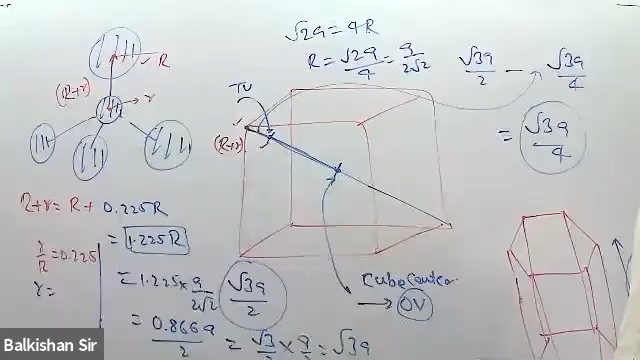 √2a = 4R
R = √2a/4 = a/2√2
√3a/2 − √3a/4
= √3a/4
R
(R+r)
r
TV
(R+r)
R+r = R + 0.225R
= 1.225R
r/R = 0.225
r =
= 1.225 × a/2√2
√3a/2
= 0.866a/2 = √3/2 × a/2 = √3a
Cube Center
→ OV
Balkishan Sir